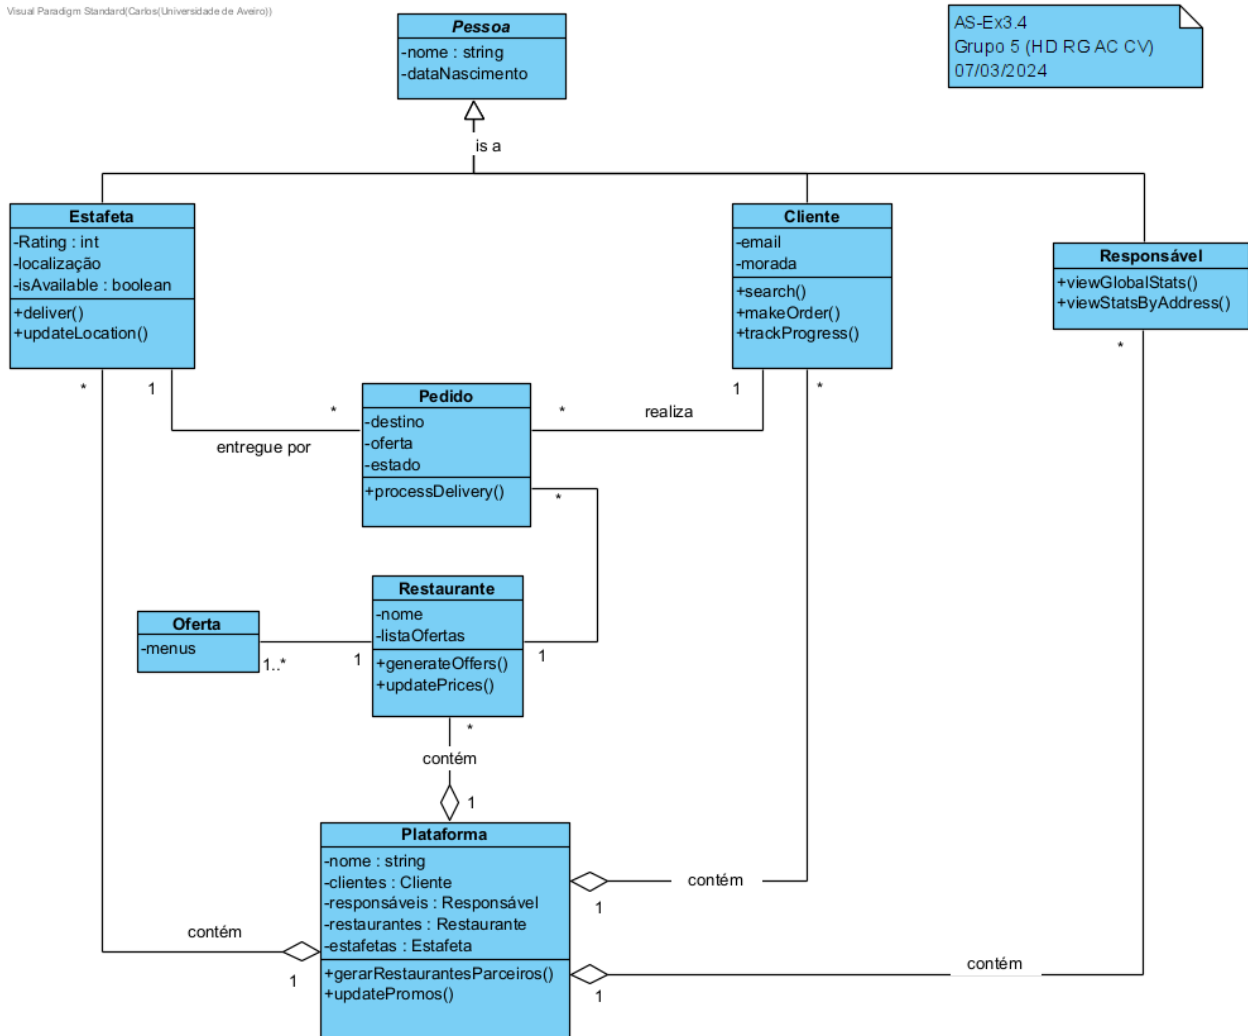 Visual Paradigm Standard(Carlos(Universidade de Aveiro))
AS-Ex3.4
Grupo 5 (HD RG AC CV)
07/03/2024
Pessoa
-nome : string
-dataNascimento
is a
Estafeta
-Rating : int
-localização
-isAvailable : boolean
+deliver()
+updateLocation()
Cliente
-email
-morada
+search()
+makeOrder()
+trackProgress()
Responsável
+viewGlobalStats()
+viewStatsByAddress()
*
1
*
entregue por
Pedido
-destino
-oferta
-estado
+processDelivery()
*
realiza
1
*
*
*
Oferta
-menus
1..*
1
Restaurante
-nome
-listaOfertas
+generateOffers()
+updatePrices()
1
*
contém
1
Plataforma
-nome : string
-clientes : Cliente
-responsáveis : Responsável
-restaurantes : Restaurante
-estafetas : Estafeta
+gerarRestaurantesParceiros()
+updatePromos()
contém
1
contém
1
contém
1